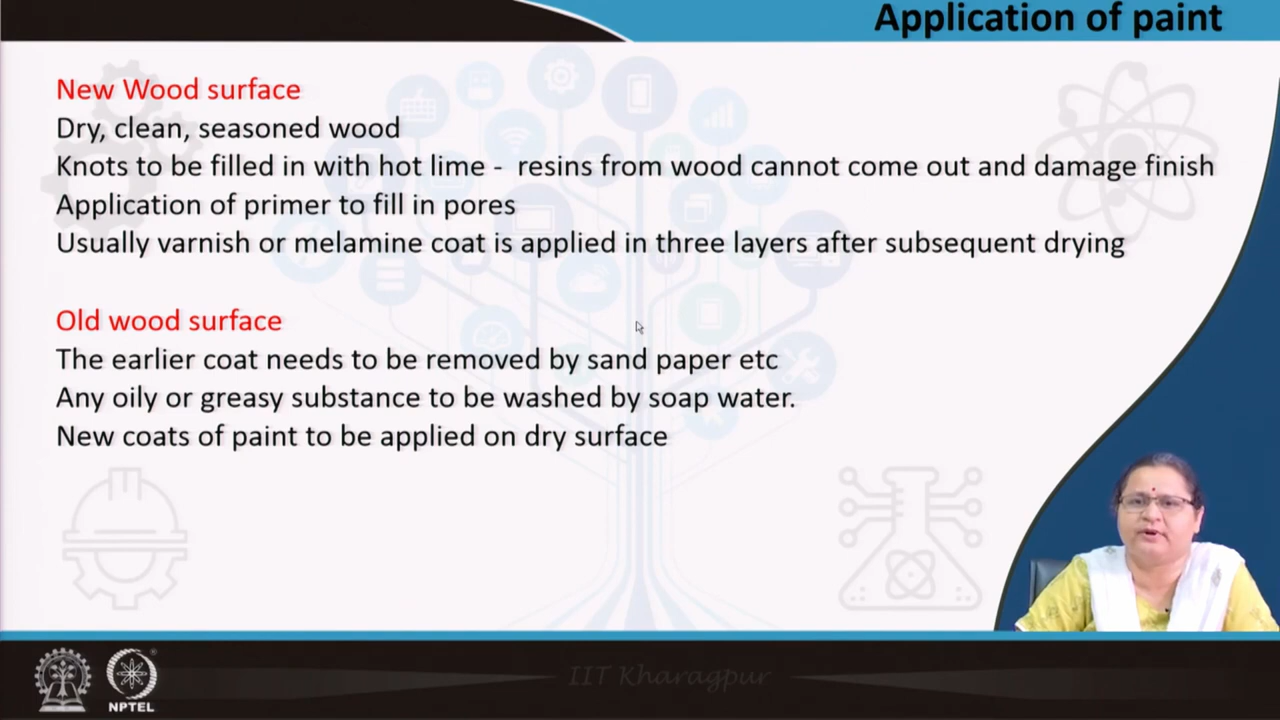 Application of paint
New Wood surface
Dry, clean, seasoned wood
Knots to be filled in with hot lime - resins from wood cannot come out and damage finish
Application of primer to fill in pores
Usually varnish or melamine coat is applied in three layers after subsequent drying
Old wood surface
The earlier coat needs to be removed by sand paper etc
Any oily or greasy substance to be washed by soap water.
New coats of paint to be applied on dry surface
IIT Kharagpur
NPTEL